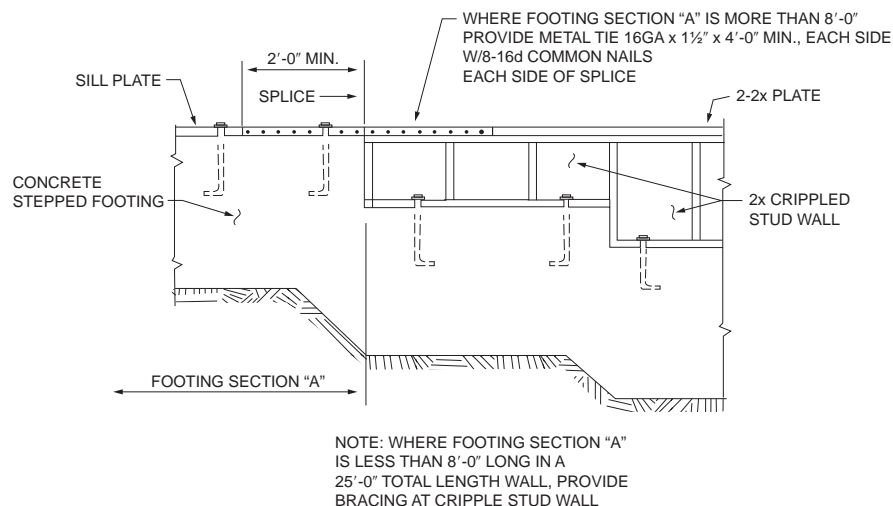 WHERE FOOTING SECTION “A” IS MORE THAN 8′-0″
PROVIDE METAL TIE 16GA x 1½″ x 4′-0″ MIN., EACH SIDE
W/8-16d COMMON NAILS
EACH SIDE OF SPLICE
2′-0″ MIN.
SILL PLATE
SPLICE
2-2x PLATE
CONCRETE
STEPPED FOOTING
2x CRIPPLED
STUD WALL
FOOTING SECTION “A”
NOTE: WHERE FOOTING SECTION “A”
IS LESS THAN 8′-0″ LONG IN A
25′-0″ TOTAL LENGTH WALL, PROVIDE
BRACING AT CRIPPLE STUD WALL